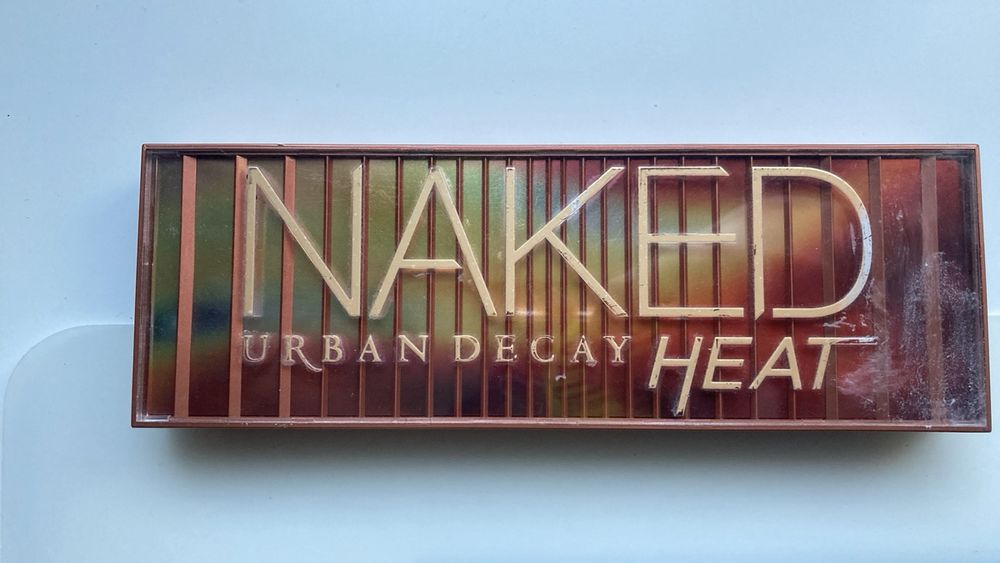 NAKED
URBAN DECAY HEAT